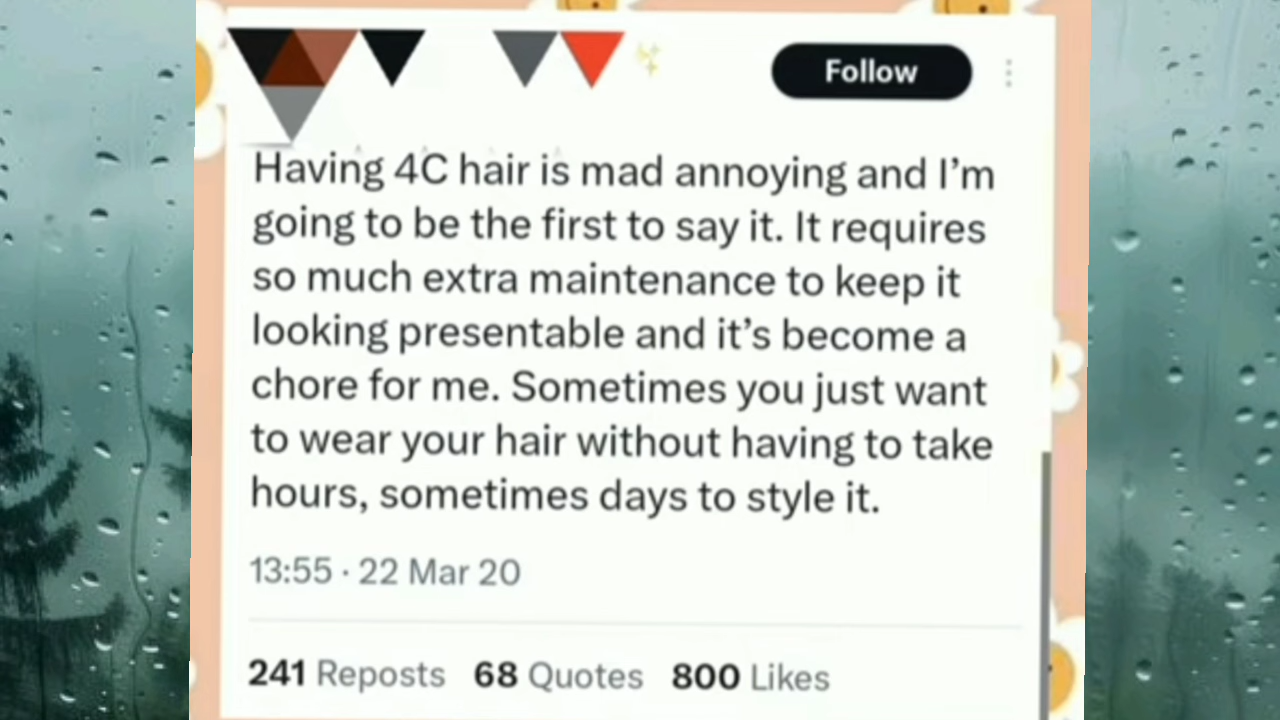 Follow
Having 4C hair is mad annoying and I’m
going to be the first to say it. It requires
so much extra maintenance to keep it
looking presentable and it’s become a
chore for me. Sometimes you just want
to wear your hair without having to take
hours, sometimes days to style it.
13:55 · 22 Mar 20
241 Reposts 68 Quotes 800 Likes